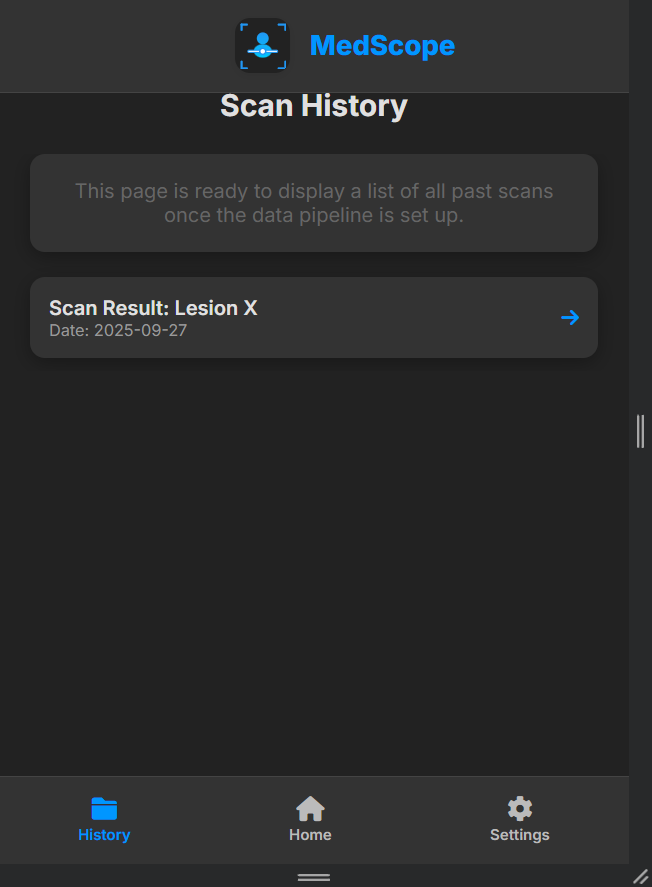 MedScope
Scan History
This page is ready to display a list of all past scans
once the data pipeline is set up.
Scan Result: Lesion X
Date: 2025-09-27
History
Home
Settings